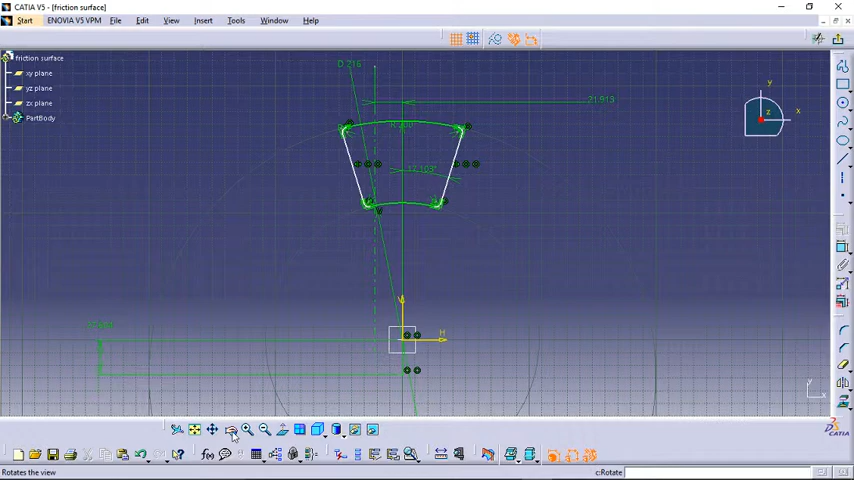 CATIA V5 - [friction surface]
Start ENOVIA V5 VPM File Edit View Insert Tools Window Help
friction surface
xy plane
yz plane
zx plane
PartBody
D 216
21.913
17.103°
H
y
x
z
y
x
Rotates the view
c:Rotate